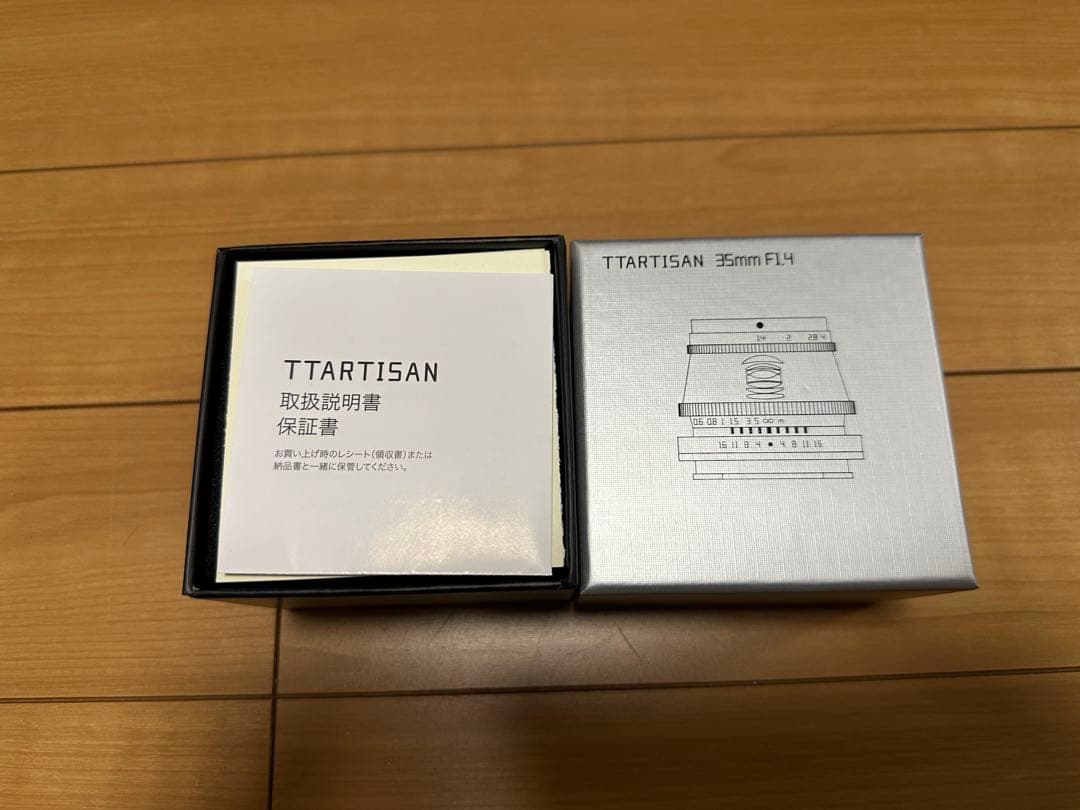 TTARTISAN
取扱説明書
保証書
お買い上げ時のレシート(領収書)または
納品書と一緒に保管してください。
TTARTISAN 35mm F1.4
1.4 2 2.8 4
0.6 0.8 1 1.5 3 5 ∞ m
16 11 8 4 ● 4 8 11 16